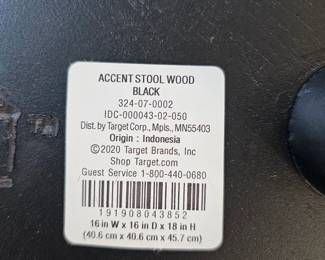 ACCENT STOOL WOOD
BLACK
324-07-0002
IDC-000043-02-050
Dist. by Target Corp., Mpls., MN55403
Origin : Indonesia
©2020 Target Brands, Inc
Shop Target.com
Guest Service 1-800-440-0680
191908043852
16 in W x 16 in D x 18 in H
(40.6 cm x 40.6 cm x 45.7 cm)